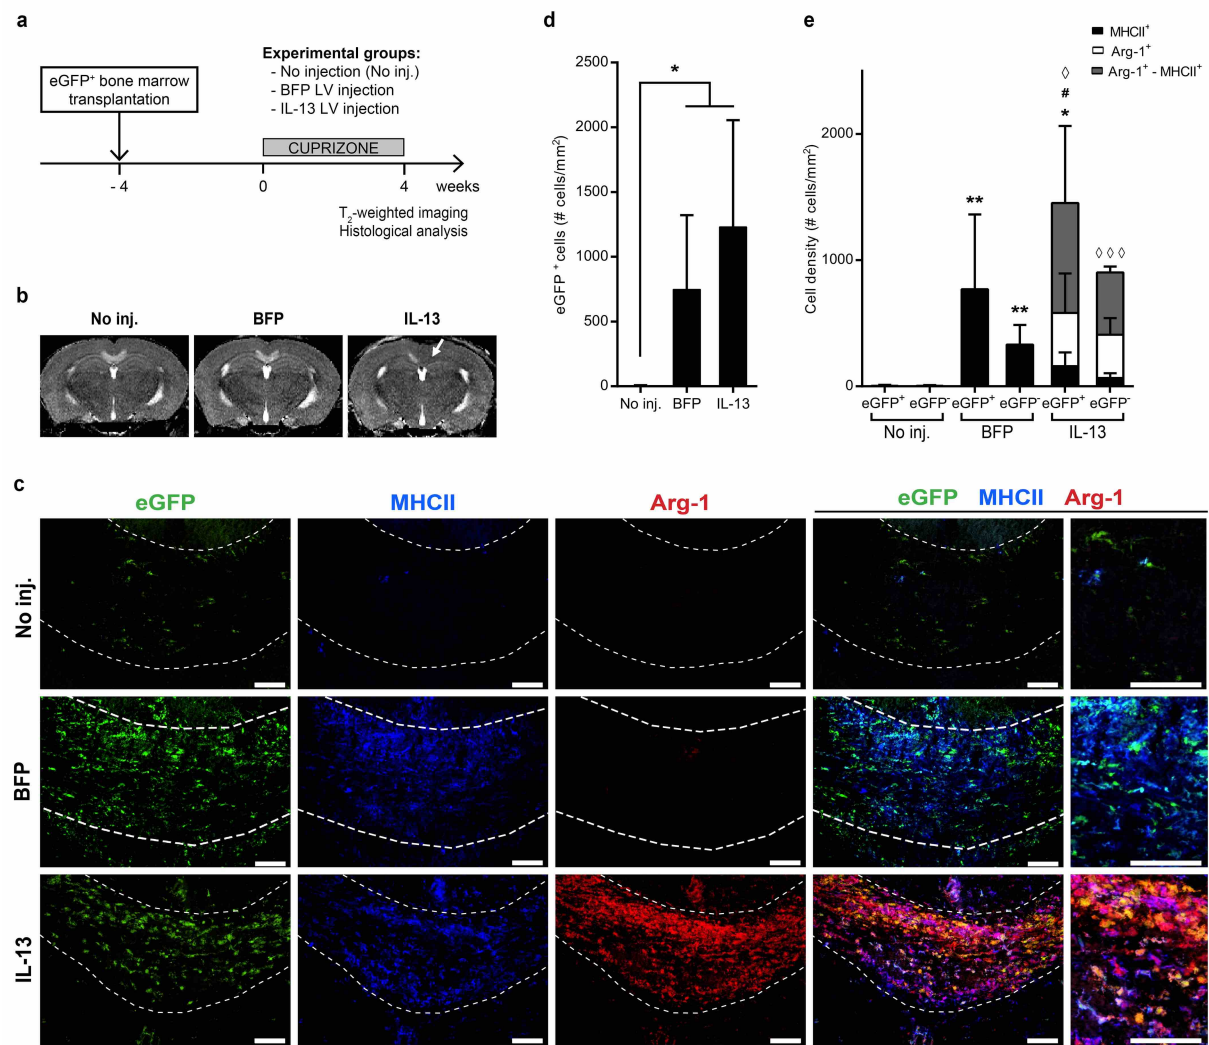 a
eGFP⁺ bone marrow
transplantation
Experimental groups:
- No injection (No inj.)
- BFP LV injection
- IL-13 LV injection
CUPRIZONE
- 4
0
4
weeks
T₂-weighted imaging
Histological analysis
b
No inj.
BFP
IL-13
d
eGFP ⁺ cells (# cells/mm²)
2500
2000
1500
1000
500
0
*
No inj.
BFP
IL-13
e
MHCII⁺
Arg-1⁺
Arg-1⁺ - MHCII⁺
Cell density (# cells/mm²)
2000
1000
0
**
**
◊
#
*
◊ ◊ ◊
eGFP⁺ eGFP⁻ eGFP⁺ eGFP⁻ eGFP⁺ eGFP⁻
No inj.
BFP
IL-13
c
eGFP
MHCII
Arg-1
eGFP MHCII Arg-1
No inj.
BFP
IL-13